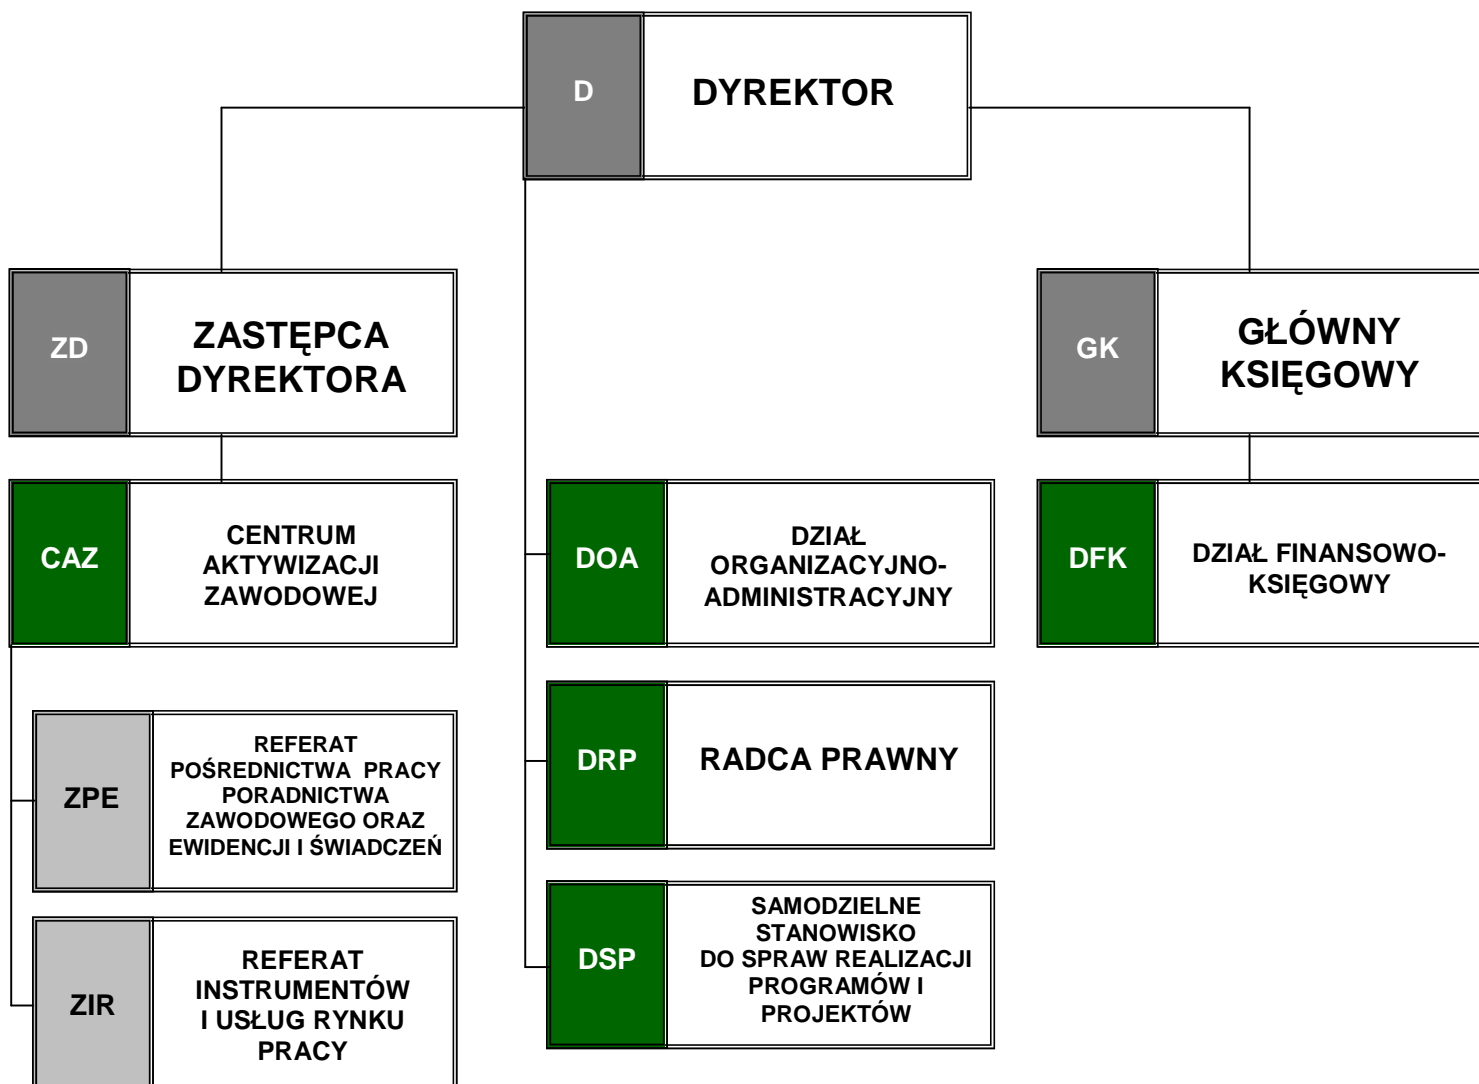 D
DYREKTOR
ZD
ZASTĘPCA
DYREKTORA
GK
GŁÓWNY
KSIĘGOWY
CAZ
CENTRUM
AKTYWIZACJI
ZAWODOWEJ
DOA
DZIAŁ
ORGANIZACYJNO-
ADMINISTRACYJNY
DFK
DZIAŁ FINANSOWO-
KSIĘGOWY
ZPE
REFERAT
POŚREDNICTWA PRACY
PORADNICTWA
ZAWODOWEGO ORAZ
EWIDENCJI I ŚWIADCZEŃ
DRP
RADCA PRAWNY
ZIR
REFERAT
INSTRUMENTÓW
I USŁUG RYNKU
PRACY
DSP
SAMODZIELNE
STANOWISKO
DO SPRAW REALIZACJI
PROGRAMÓW I
PROJEKTÓW